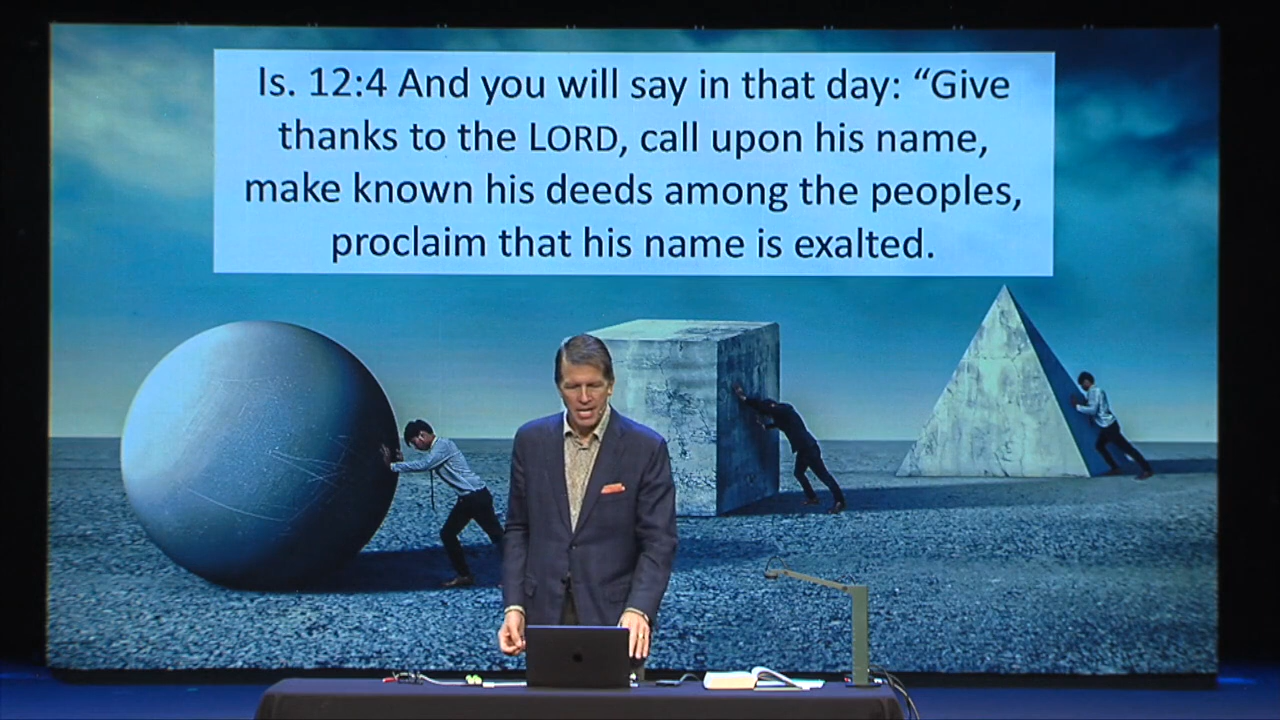 Is. 12:4 And you will say in that day: “Give
thanks to the LORD, call upon his name,
make known his deeds among the peoples,
proclaim that his name is exalted.